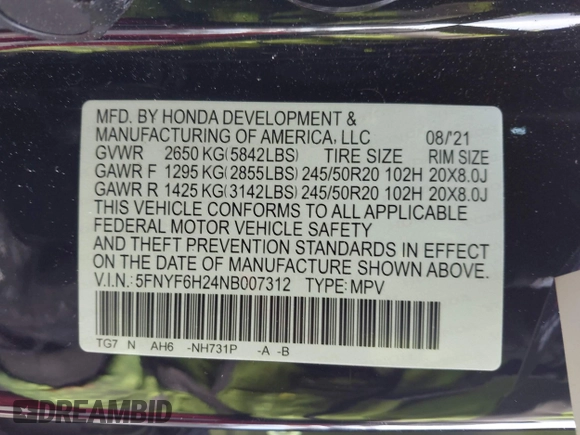 MFD. BY HONDA DEVELOPMENT &
MANUFACTURING OF AMERICA, LLC 08/'21
GVWR 2650 KG(5842LBS) TIRE SIZE RIM SIZE
GAWR F 1295 KG(2855LBS) 245/50R20 102H 20X8.0J
GAWR R 1425 KG(3142LBS) 245/50R20 102H 20X8.0J
THIS VEHICLE CONFORMS TO ALL APPLICABLE
FEDERAL MOTOR VEHICLE SAFETY
AND THEFT PREVENTION STANDARDS IN EFFECT
ON THE DATE OF MANUFACTURE SHOWN ABOVE.
V.I.N.:5FNYF6H24NB007312 TYPE:MPV
TG7 N AH6 -NH731P -A -B
DREAMBID